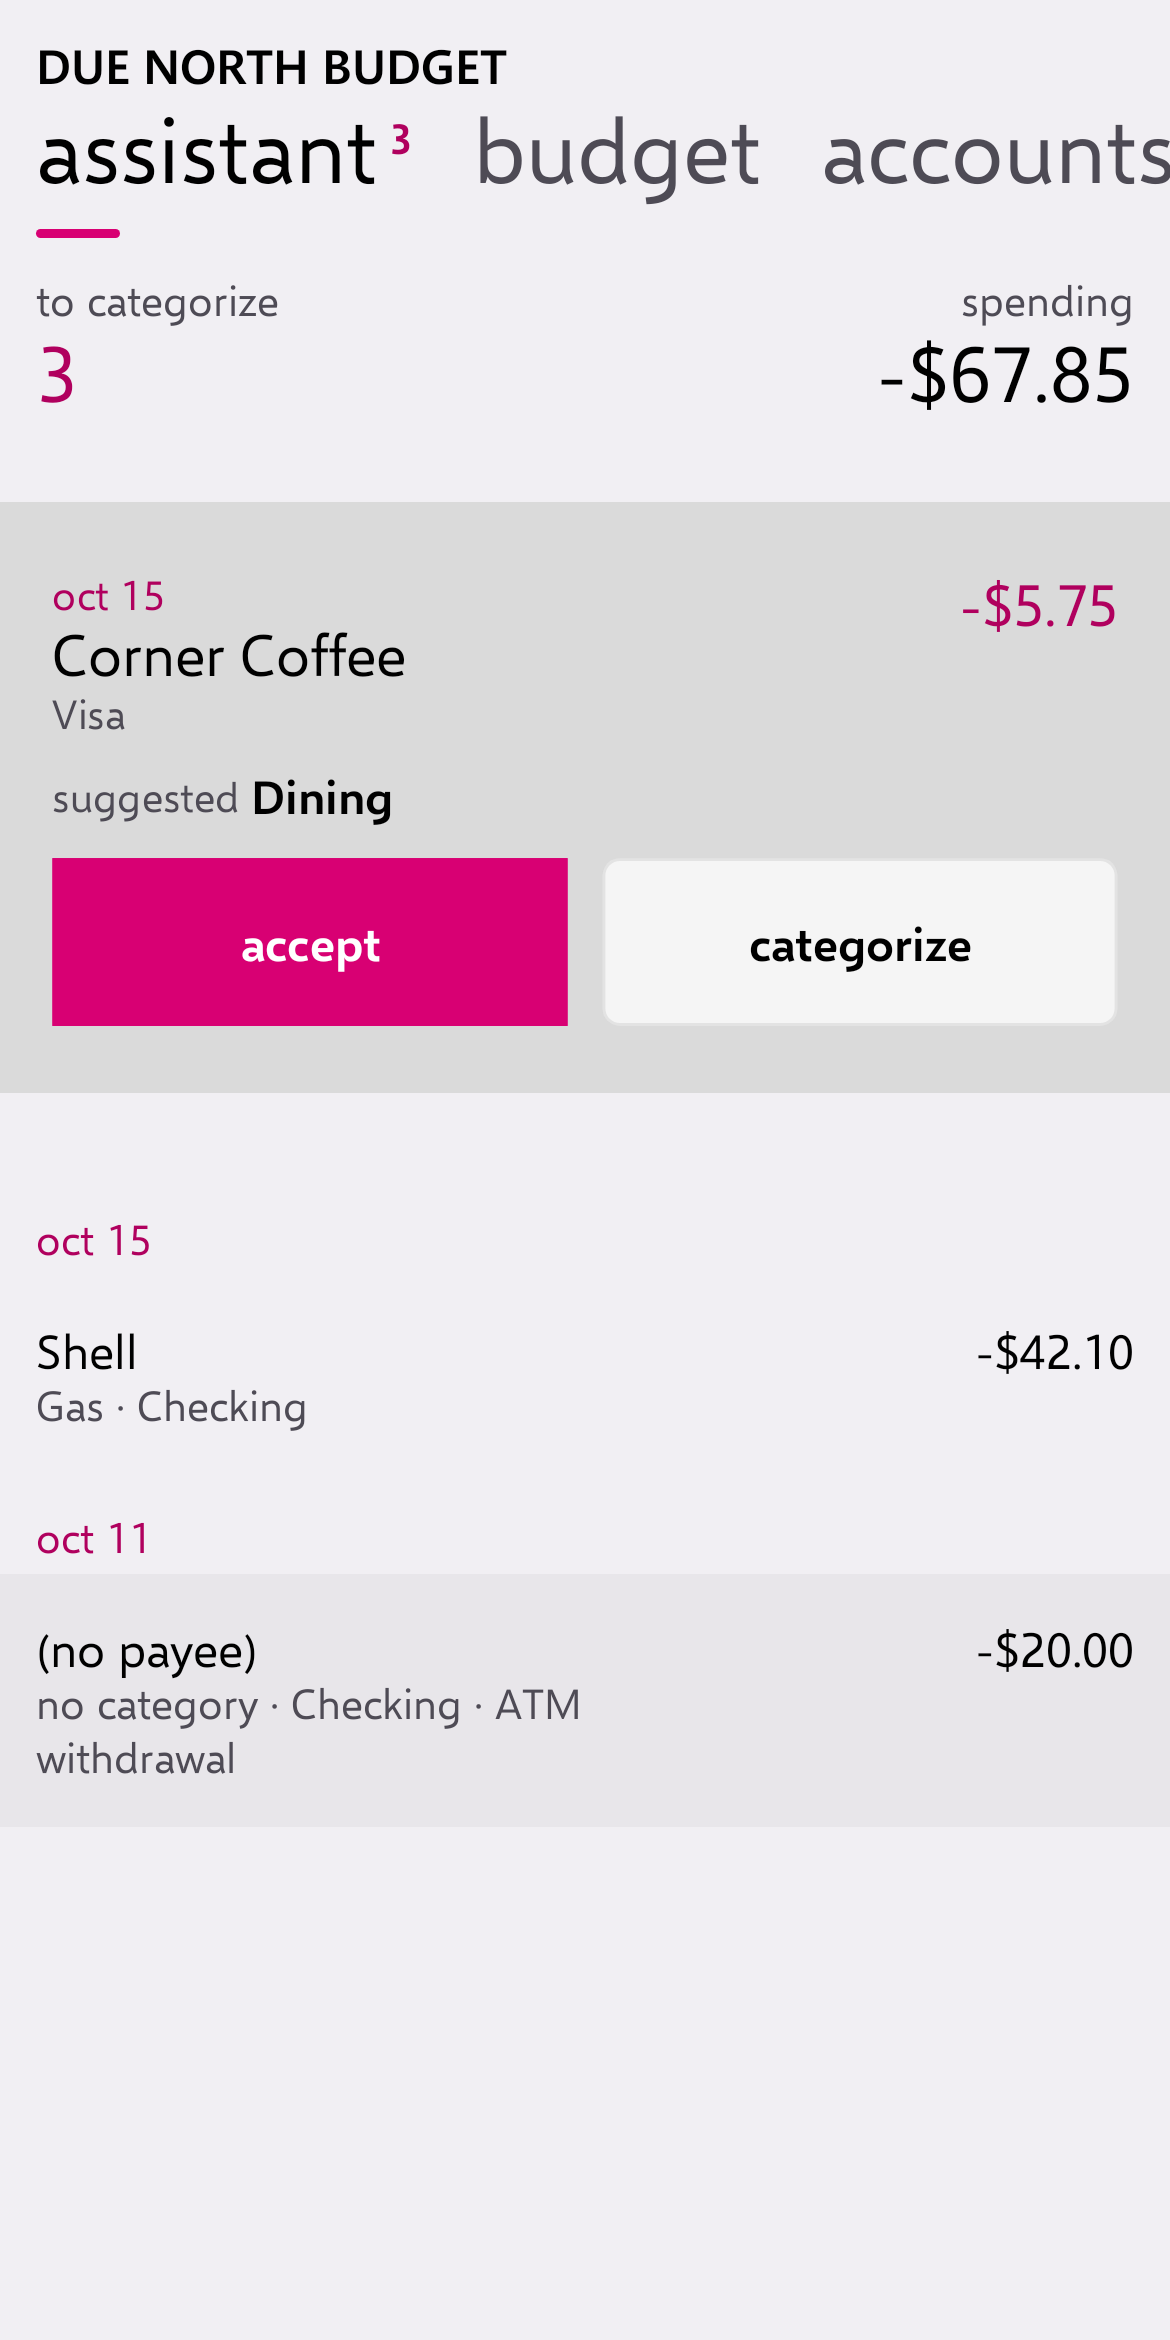 DUE NORTH BUDGET
assistant 3 budget accounts
to categorize spending
3 -$67.85
oct 15 -$5.75
Corner Coffee
Visa
suggested Dining
accept categorize
oct 15
Shell -$42.10
Gas · Checking
oct 11
(no payee) -$20.00
no category · Checking · ATM
withdrawal